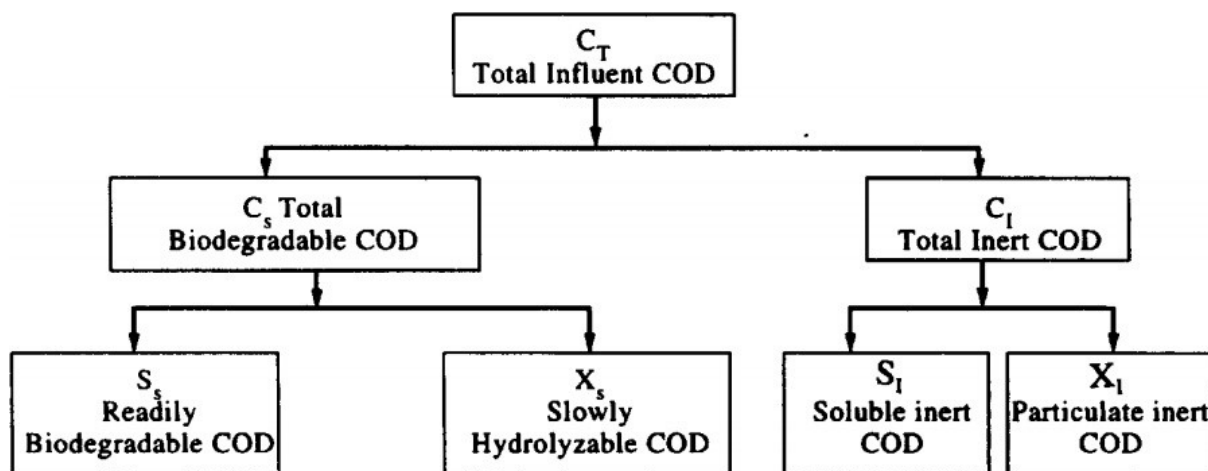 C_T
Total Influent COD
C_s Total
Biodegradable COD
C_I
Total Inert COD
S_s
Readily
Biodegradable COD
X_s
Slowly
Hydrolyzable COD
S_I
Soluble inert
COD
X_I
Particulate inert
COD